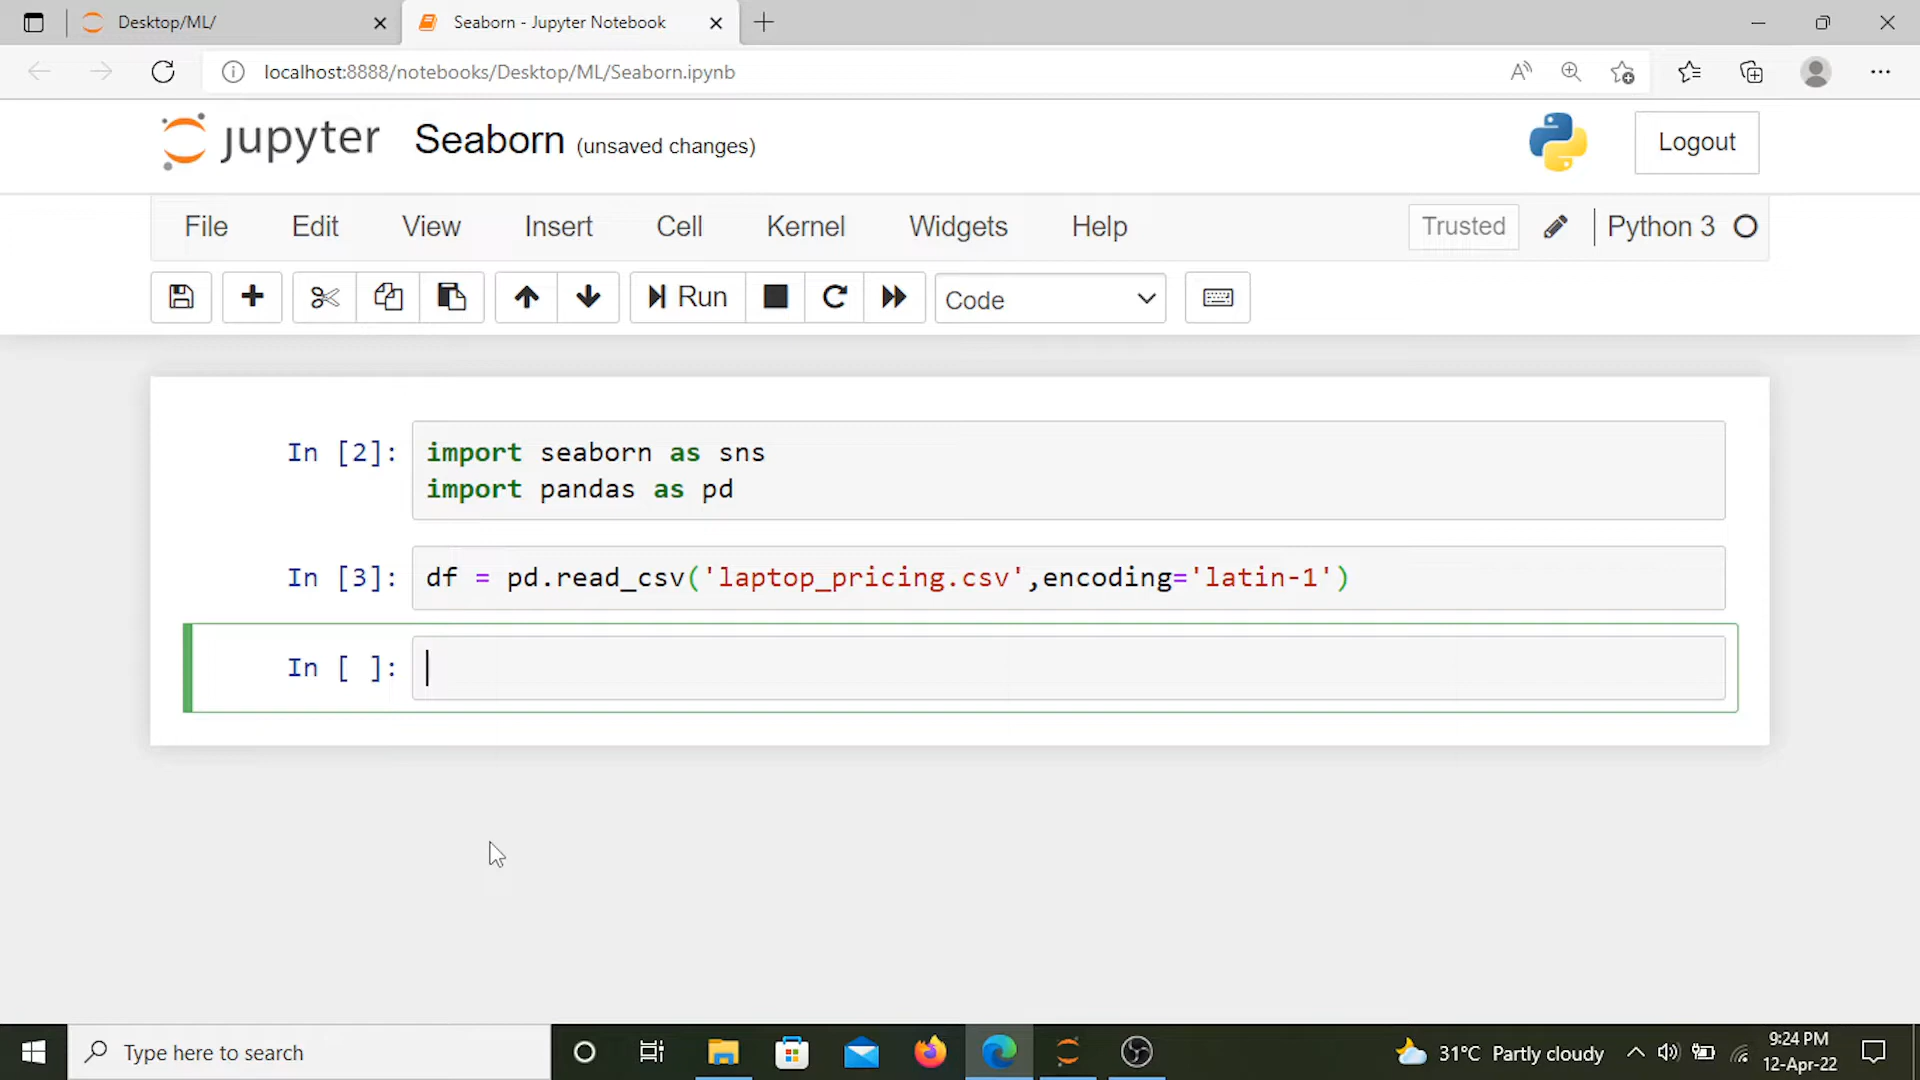 Desktop/ML/
Seaborn - Jupyter Notebook
localhost:8888/notebooks/Desktop/ML/Seaborn.ipynb
jupyter Seaborn (unsaved changes)
Logout
File Edit View Insert Cell Kernel Widgets Help Trusted Python 3
Run Code
In [2]: import seaborn as sns
import pandas as pd
In [3]: df = pd.read_csv('laptop_pricing.csv',encoding='latin-1')
In [ ]:
Type here to search
31°C Partly cloudy
9:24 PM
12-Apr-22